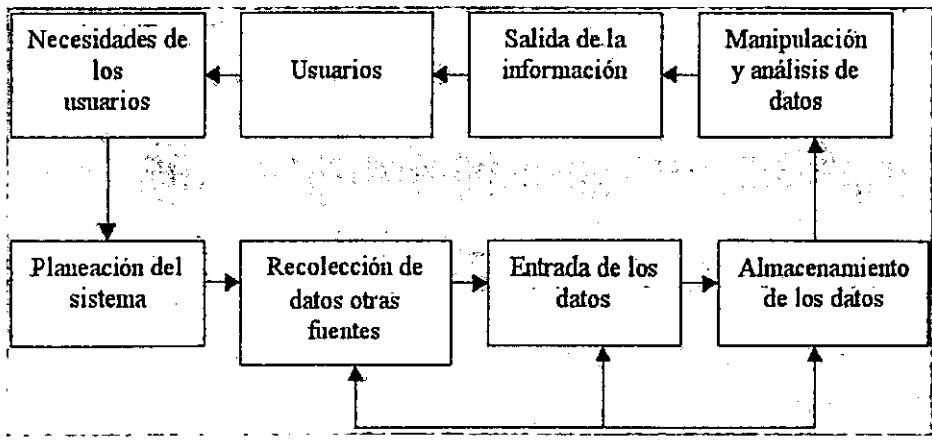 Necesidades de
los
usuarios
Usuarios
Salida de la
información
Manipulación
y análisis de
datos
Planeación del
sistema
Recolección de
datos otras
fuentes
Entrada de los
datos
Almacenamiento
de los datos